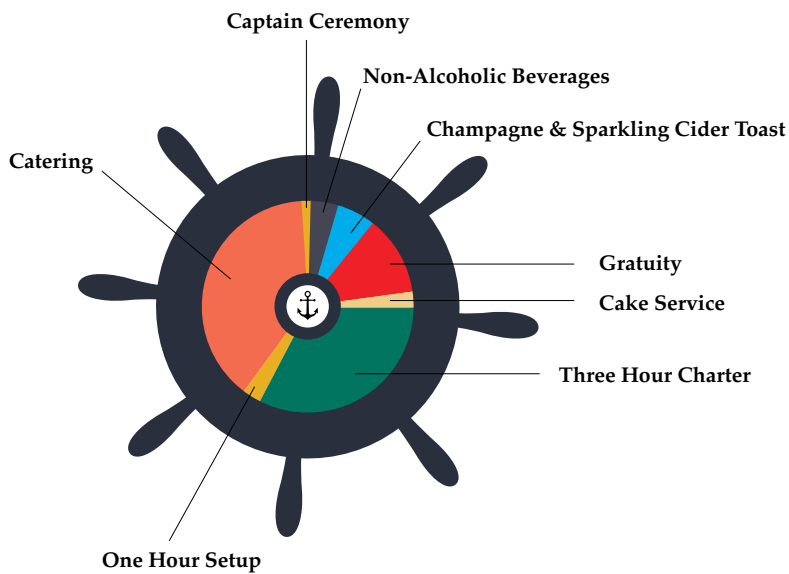 Captain Ceremony
Non-Alcoholic Beverages
Champagne & Sparkling Cider Toast
Catering
Gratuity
Cake Service
Three Hour Charter
One Hour Setup